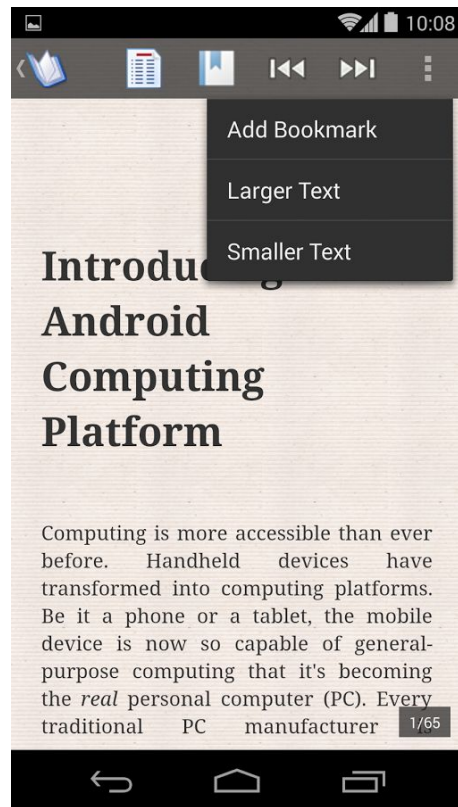 10:08
Add Bookmark
Larger Text
Smaller Text
Android
Computing
Platform
Computing is more accessible than ever
before. Handheld devices have
transformed into computing platforms.
Be it a phone or a tablet, the mobile
device is now so capable of general-
purpose computing that it's becoming
the real personal computer (PC). Every
traditional PC manufacturer is
1/65